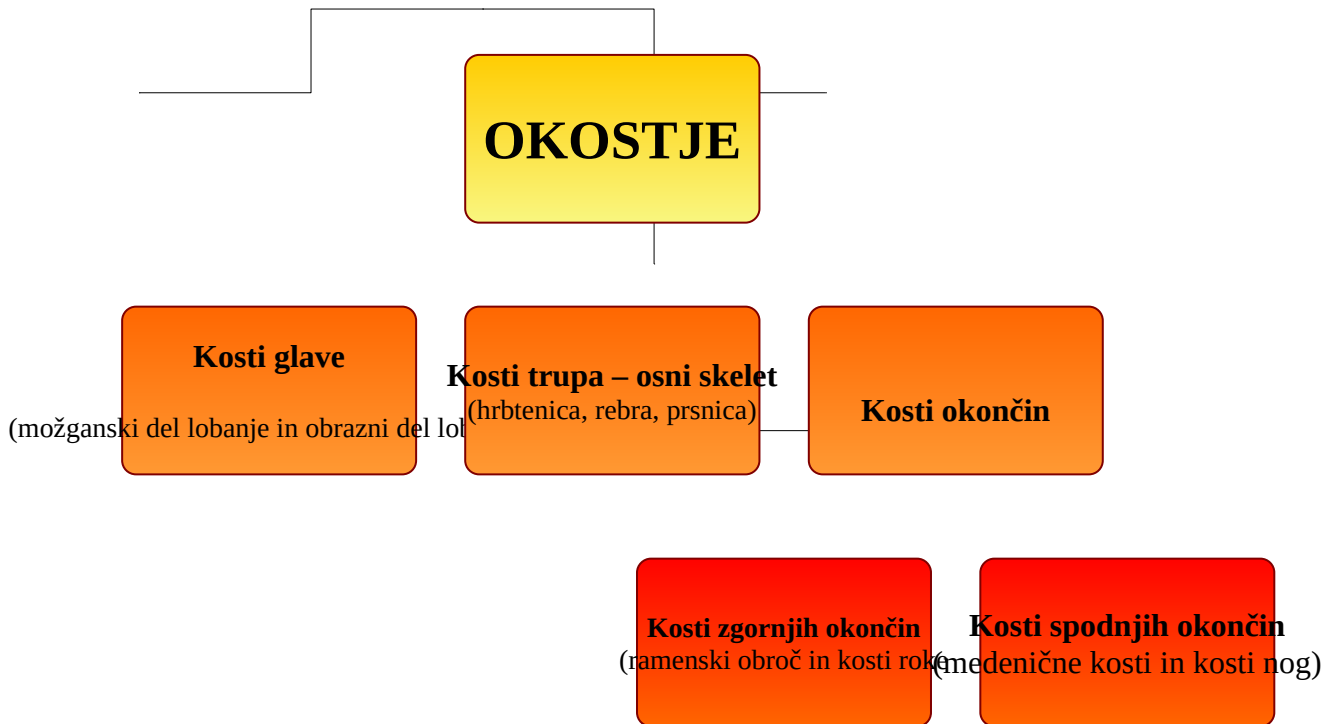 OKOSTJE
Kosti glave
(možganski del lobanje in obrazni del
Kosti trupa – osni skelet
(hrbtenica, rebra, prsnica)
Kosti okončin
Kosti zgornjih okončin
(ramenski obroč in kosti roke
Kosti spodnjih okončin
(medenične kosti in kosti nog)